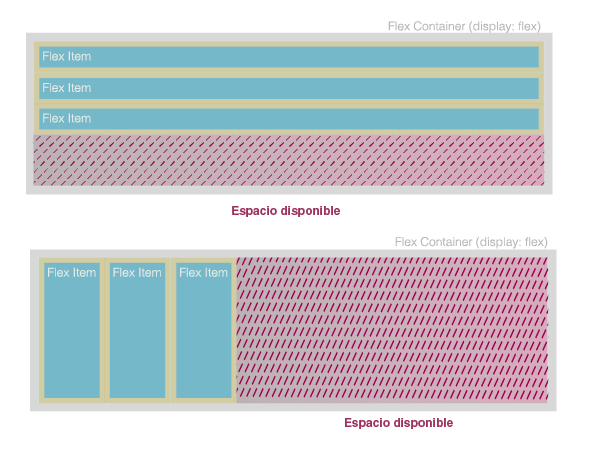 Flex Container (display: flex)
Flex Item
Flex Item
Flex Item
Espacio disponible
Flex Container (display: flex)
Flex Item Flex Item Flex Item
Espacio disponible